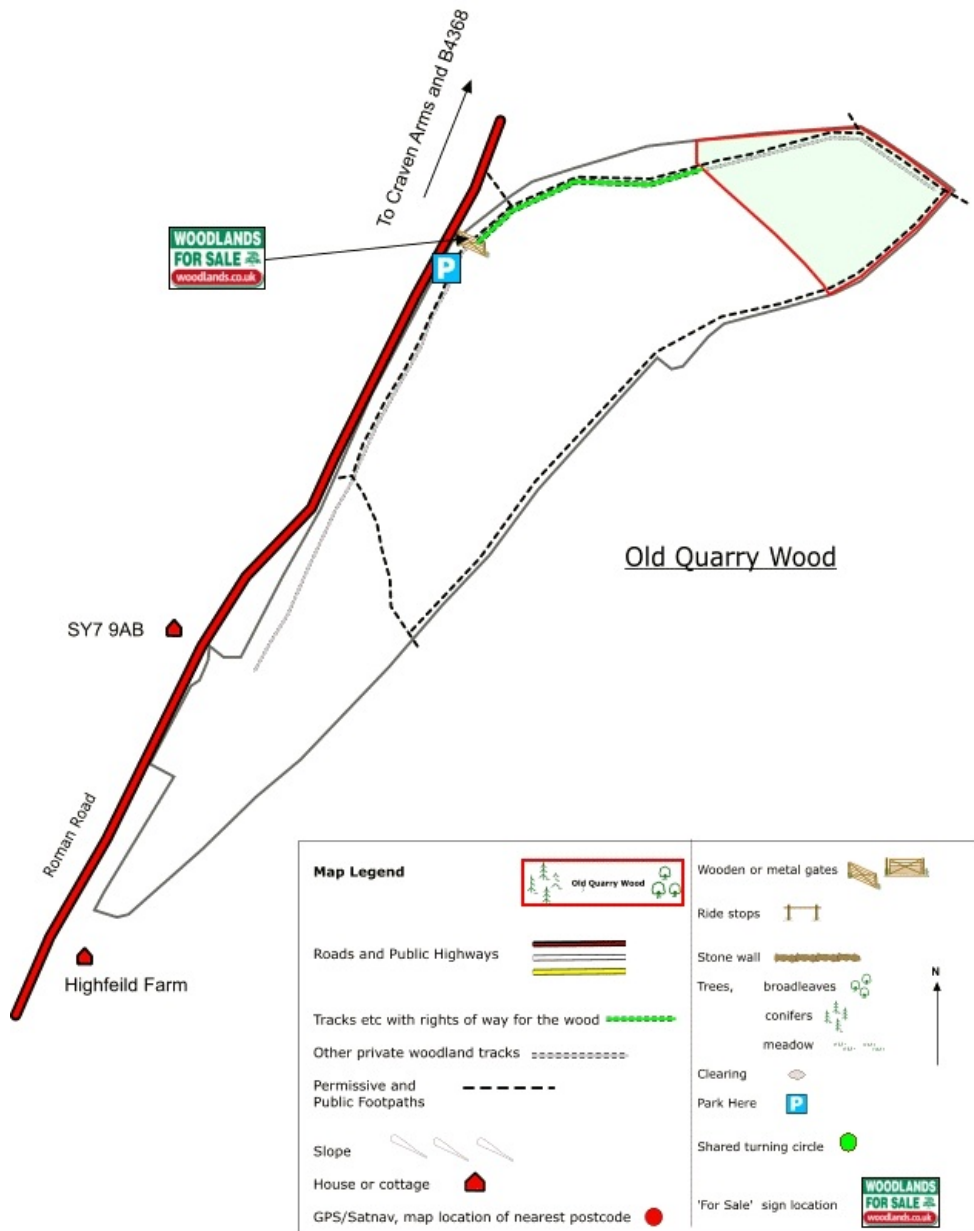 To Craven Arms and B4368
WOODLANDS
FOR SALE
woodlands.co.uk
P
Old Quarry Wood
SY7 9AB
Roman Road
Highfeild Farm
Map Legend
Old Quarry Wood
Roads and Public Highways
Tracks etc with rights of way for the wood
Other private woodland tracks
Permissive and
Public Footpaths
Slope
House or cottage
GPS/Satnav, map location of nearest postcode
Wooden or metal gates
Ride stops
Stone wall
Trees, broadleaves
conifers
meadow
N
Clearing
Park Here P
Shared turning circle
'For Sale' sign location
WOODLANDS
FOR SALE
woodlands.co.uk